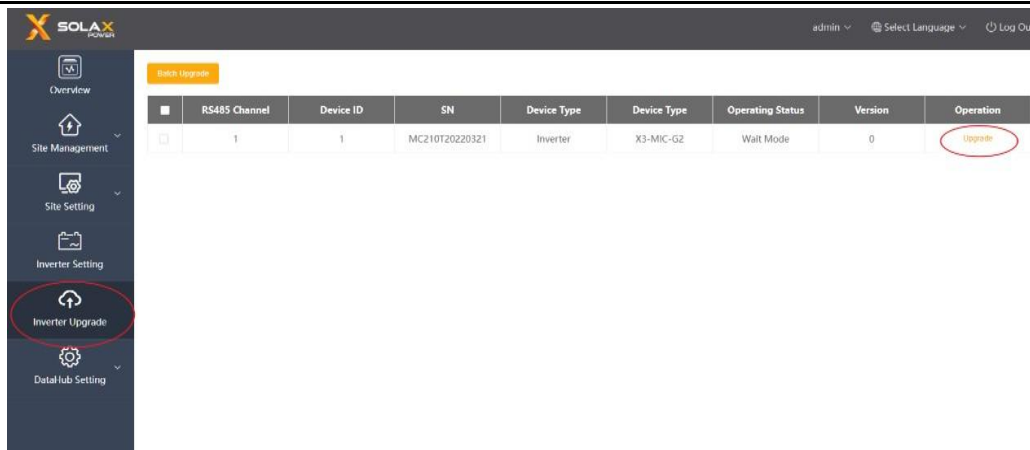 SOLAX
POWER
admin
Select Language
Log Ou
Overview
Site Management
Site Setting
Inverter Setting
Inverter Upgrade
DataHub Setting
Batch Upgrade
RS485 Channel Device ID SN Device Type Device Type Operating Status Version Operation
1 1 MC210T20220321 Inverter X3-MIC-G2 Wait Mode 0 Upgrade